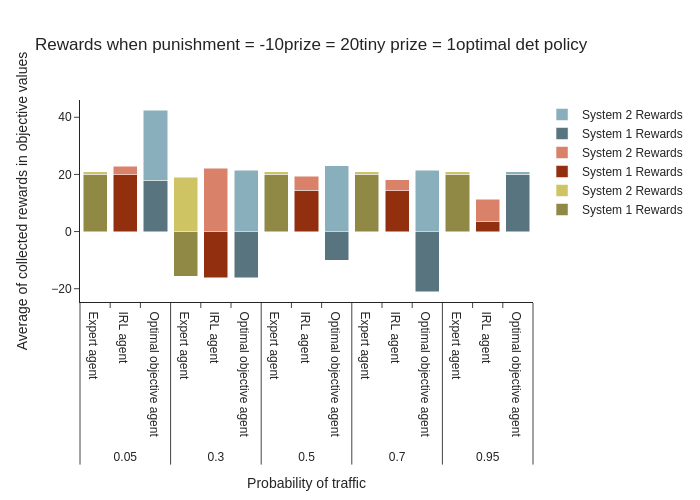 Rewards when punishment = -10prize = 20tiny prize = 1optimal det policy
Average of collected rewards in objective values
40
20
0
−20
System 2 Rewards
System 1 Rewards
System 2 Rewards
System 1 Rewards
System 2 Rewards
System 1 Rewards
Expert agent
IRL agent
Optimal objective agent
Expert agent
IRL agent
Optimal objective agent
Expert agent
IRL agent
Optimal objective agent
Expert agent
IRL agent
Optimal objective agent
Expert agent
IRL agent
Optimal objective agent
0.05
0.3
0.5
0.7
0.95
Probability of traffic